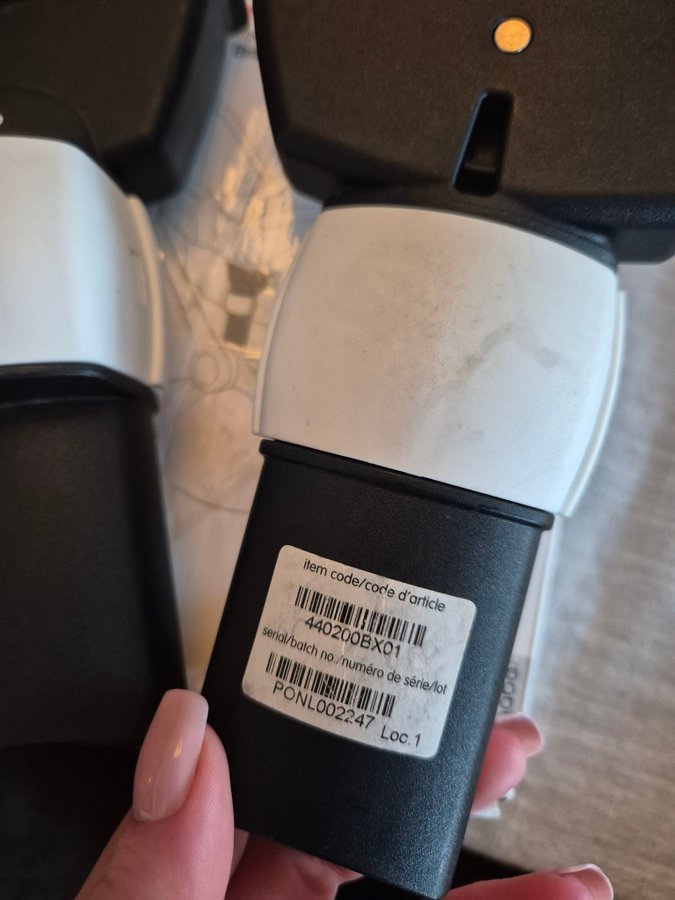 item code/code d'article
440200BX01
serial/batch no./numéro de série/lot
PONL002247 Loc.1